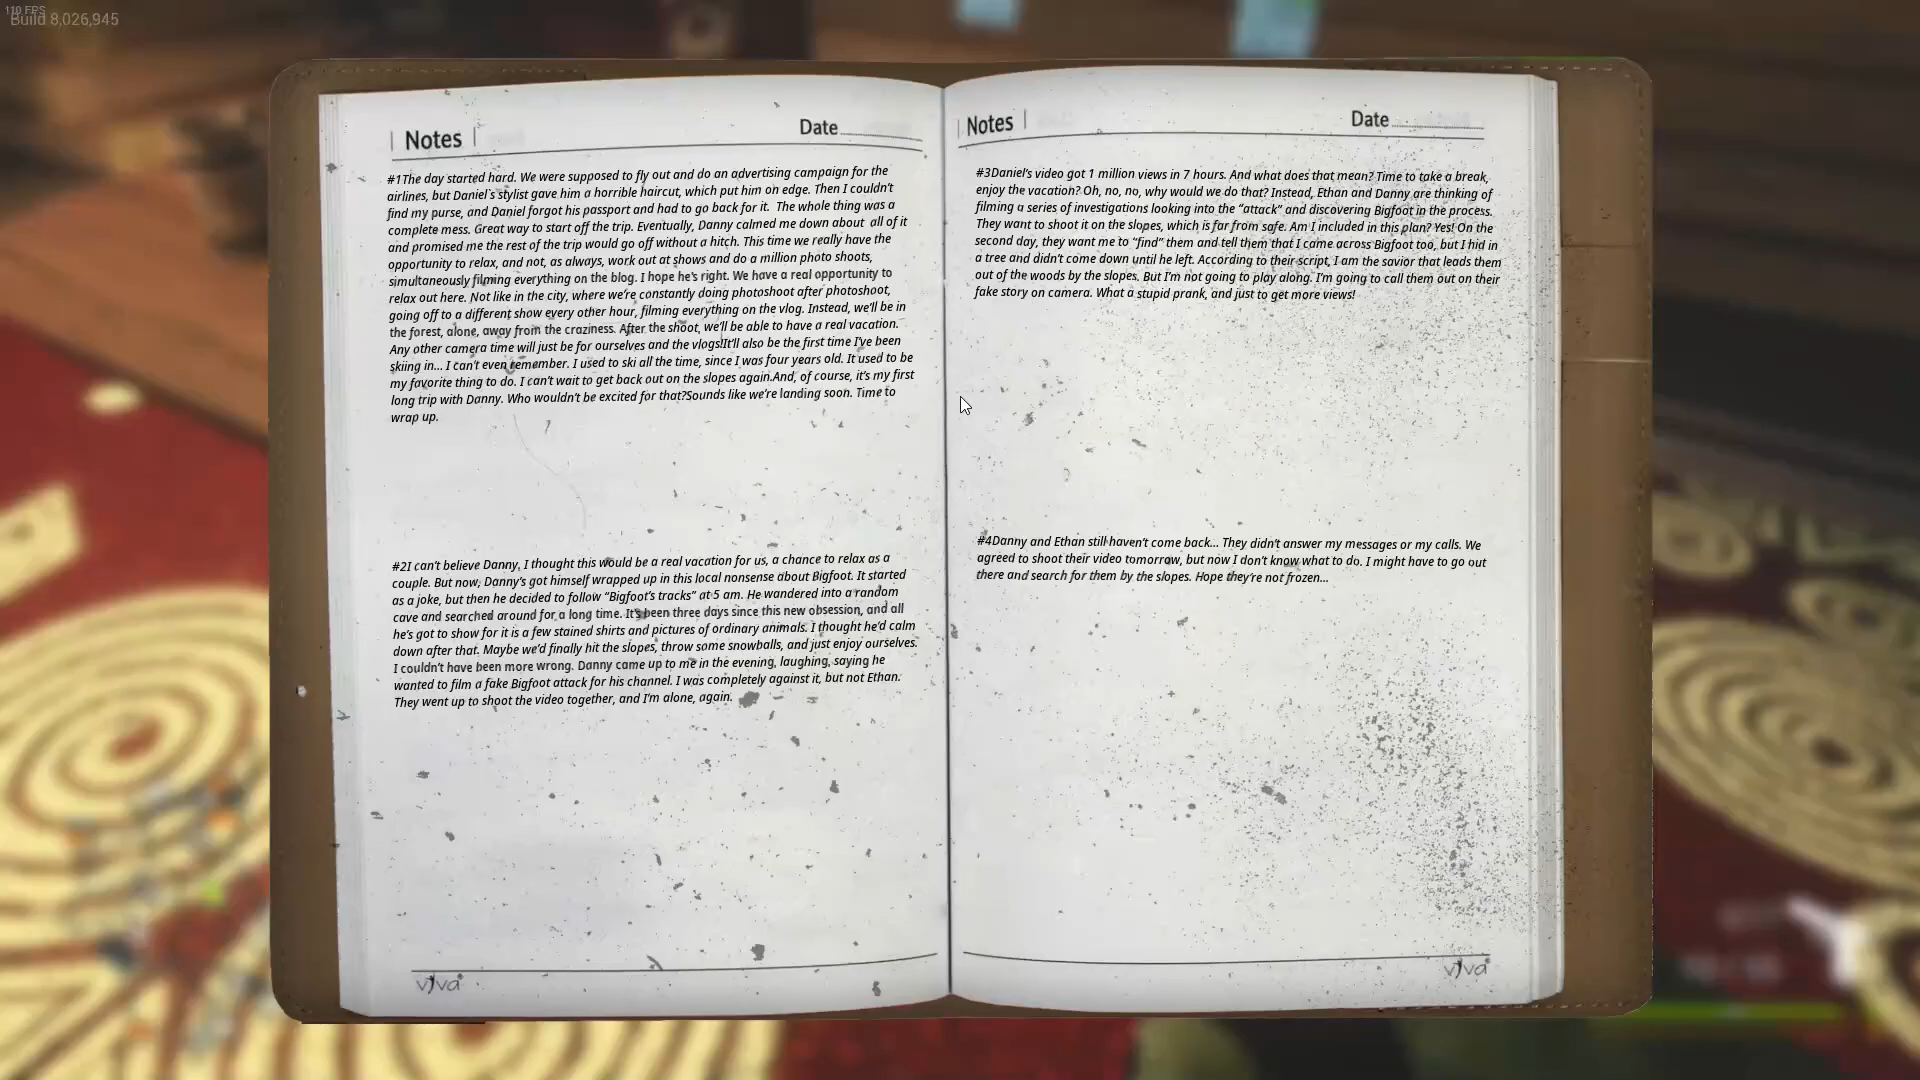 119 FPS
Build 8,026,945
Notes
Date
#1The day started hard. We were supposed to fly out and do an advertising campaign for the
airlines, but Daniel`s stylist gave him a horrible haircut, which put him on edge. Then I couldn't
find my purse, and Daniel forgot his passport and had to go back for it. The whole thing was a
complete mess. Great way to start off the trip. Eventually, Danny calmed me down about all of it
and promised me the rest of the trip would go off without a hitch. This time we really have the
opportunity to relax, and not, as always, work out at shows and do a million photo shoots,
simultaneously filming everything on the blog. I hope he's right. We have a real opportunity to
relax out here. Not like in the city, where we're constantly doing photoshoot after photoshoot,
going off to a different show every other hour, filming everything on the vlog. Instead, we'll be in
the forest, alone, away from the craziness. After the shoot, we'll be able to have a real vacation.
Any other camera time will just be for ourselves and the vlogs!It'll also be the first time I've been
skiing in... I can't even remember. I used to ski all the time, since I was four years old. It used to be
my favorite thing to do. I can't wait to get back out on the slopes again.And, of course, it's my first
long trip with Danny. Who wouldn't be excited for that?Sounds like we're landing soon. Time to
wrap up.
#2I can't believe Danny, I thought this would be a real vacation for us, a chance to relax as a
couple. But now, Danny's got himself wrapped up in this local nonsense about Bigfoot. It started
as a joke, but then he decided to follow "Bigfoot's tracks" at 5 am. He wandered into a random
cave and searched around for a long time. It's been three days since this new obsession, and all
he's got to show for it is a few stained shirts and pictures of ordinary animals. I thought he'd calm
down after that. Maybe we'd finally hit the slopes, throw some snowballs, and just enjoy ourselves.
I couldn't have been more wrong. Danny came up to me in the evening, laughing, saying he
wanted to film a fake Bigfoot attack for his channel. I was completely against it, but not Ethan.
They went up to shoot the video together, and I'm alone, again.
viva
Notes
Date
#3Daniel's video got 1 million views in 7 hours. And what does that mean? Time to take a break,
enjoy the vacation? Oh, no, no, why would we do that? Instead, Ethan and Danny are thinking of
filming a series of investigations looking into the "attack" and discovering Bigfoot in the process.
They want to shoot it on the slopes, which is far from safe. Am I included in this plan? Yes! On the
second day, they want me to "find" them and tell them that I came across Bigfoot too, but I hid in
a tree and didn't come down until he left. According to their script, I am the savior that leads them
out of the woods by the slopes. But I'm not going to play along. I'm going to call them out on their
fake story on camera. What a stupid prank, and just to get more views!
#4Danny and Ethan still haven't come back... They didn't answer my messages or my calls. We
agreed to shoot their video tomorrow, but now I don't know what to do. I might have to go out
there and search for them by the slopes. Hope they're not frozen...
viva